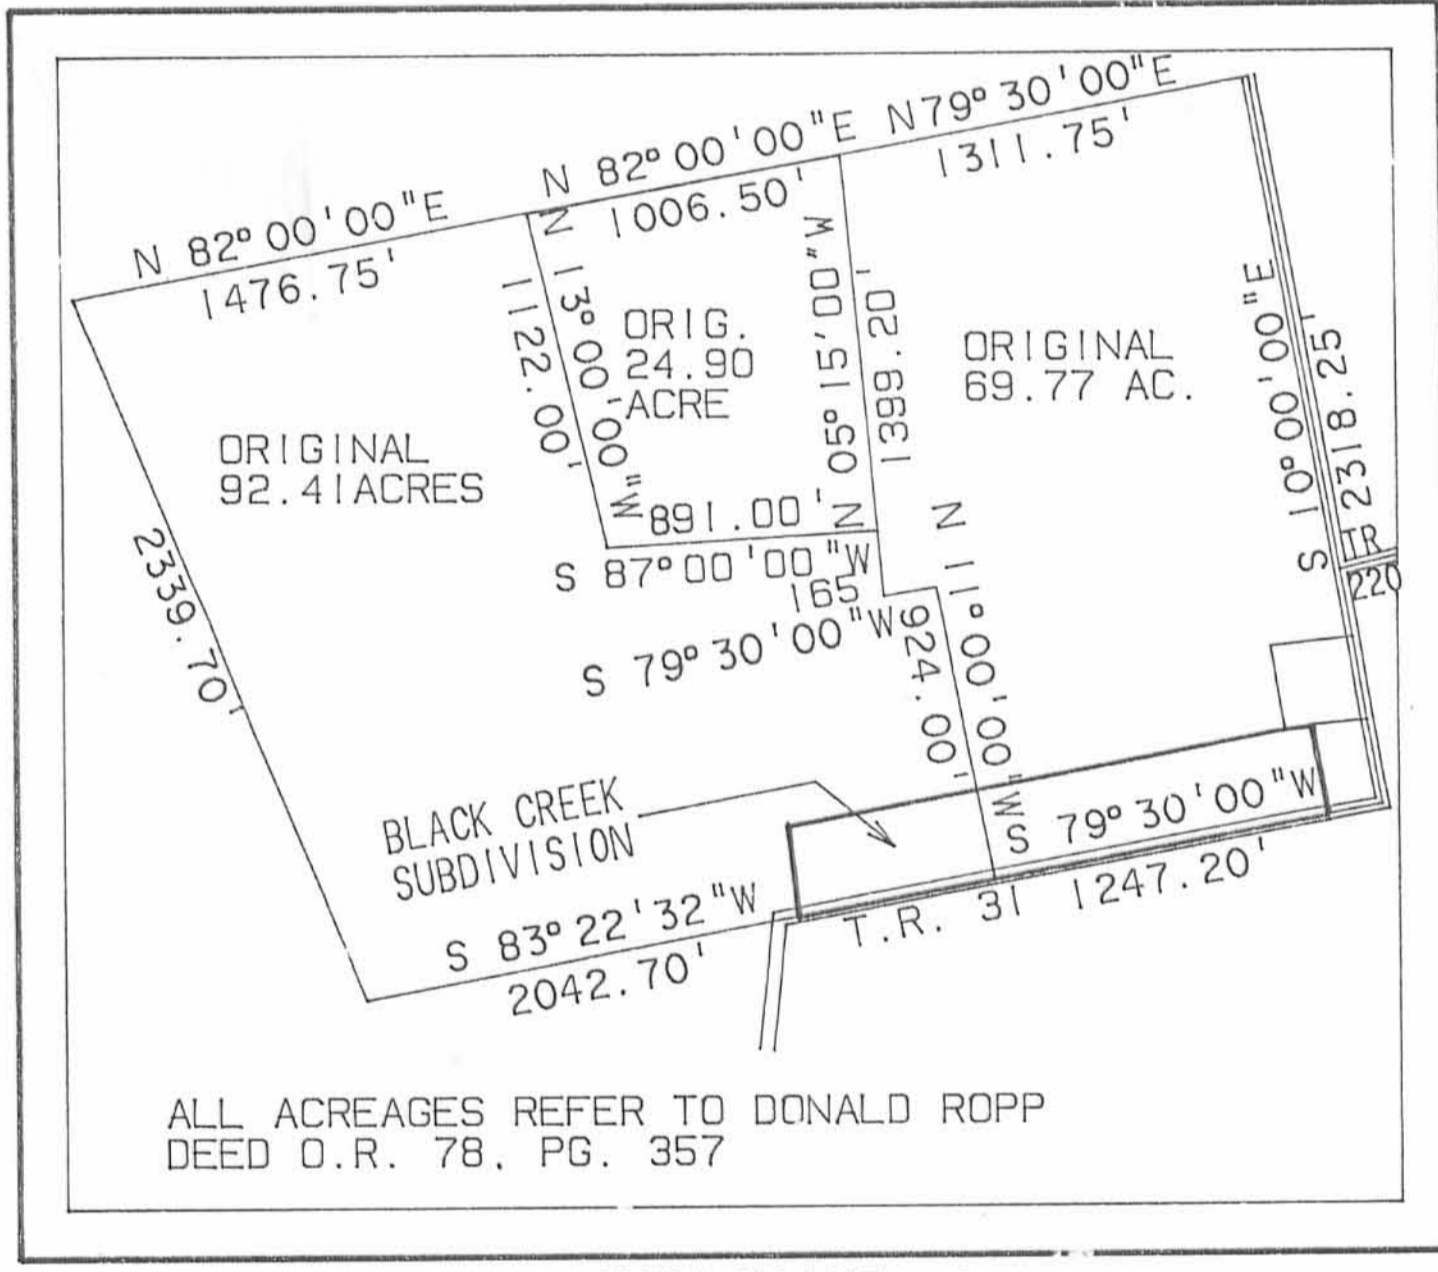 N 82° 00'00"E
1476.75'
N 82° 00'00"E
1006.50'
N79° 30'00"E
1311.75'
N 13°00'00"W
1122.00'
ORIG.
24.90
ACRE
N 05° 15'00"W
1399.20'
ORIGINAL
69.77 AC.
S 10°00'00"E
2318.25'
TR
220
ORIGINAL
92.41ACRES
2339.70'
891.00'
S 87°00'00"W
165
S 79°30'00"W
N 11°00'00"W
924.00'
BLACK CREEK
SUBDIVISION
S 79°30'00"W
1247.20'
T.R. 31
S 83°22'32"W
2042.70'
ALL ACREAGES REFER TO DONALD ROPP
DEED O.R. 78. PG. 357